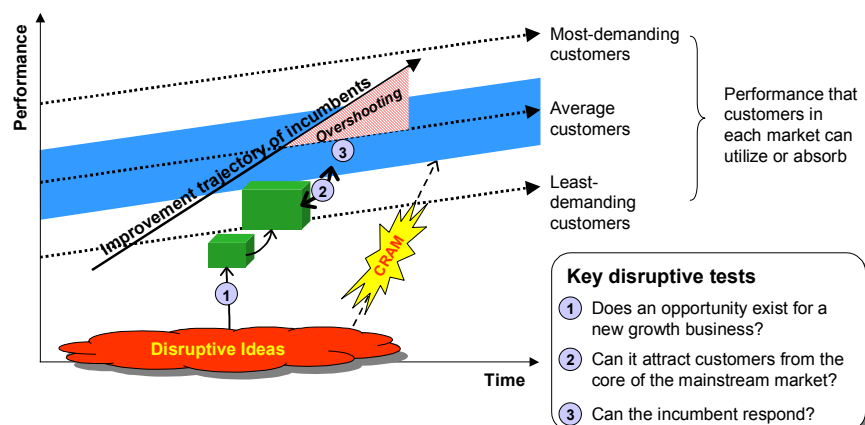 Performance
Improvement trajectory of incumbents
Overshooting
3
2
1
CRAM
Disruptive Ideas
Time
Most-demanding
customers
Average
customers
Least-
demanding
customers
Performance that
customers in
each market can
utilize or absorb
Key disruptive tests
1 Does an opportunity exist for a
new growth business?
2 Can it attract customers from the
core of the mainstream market?
3 Can the incumbent respond?